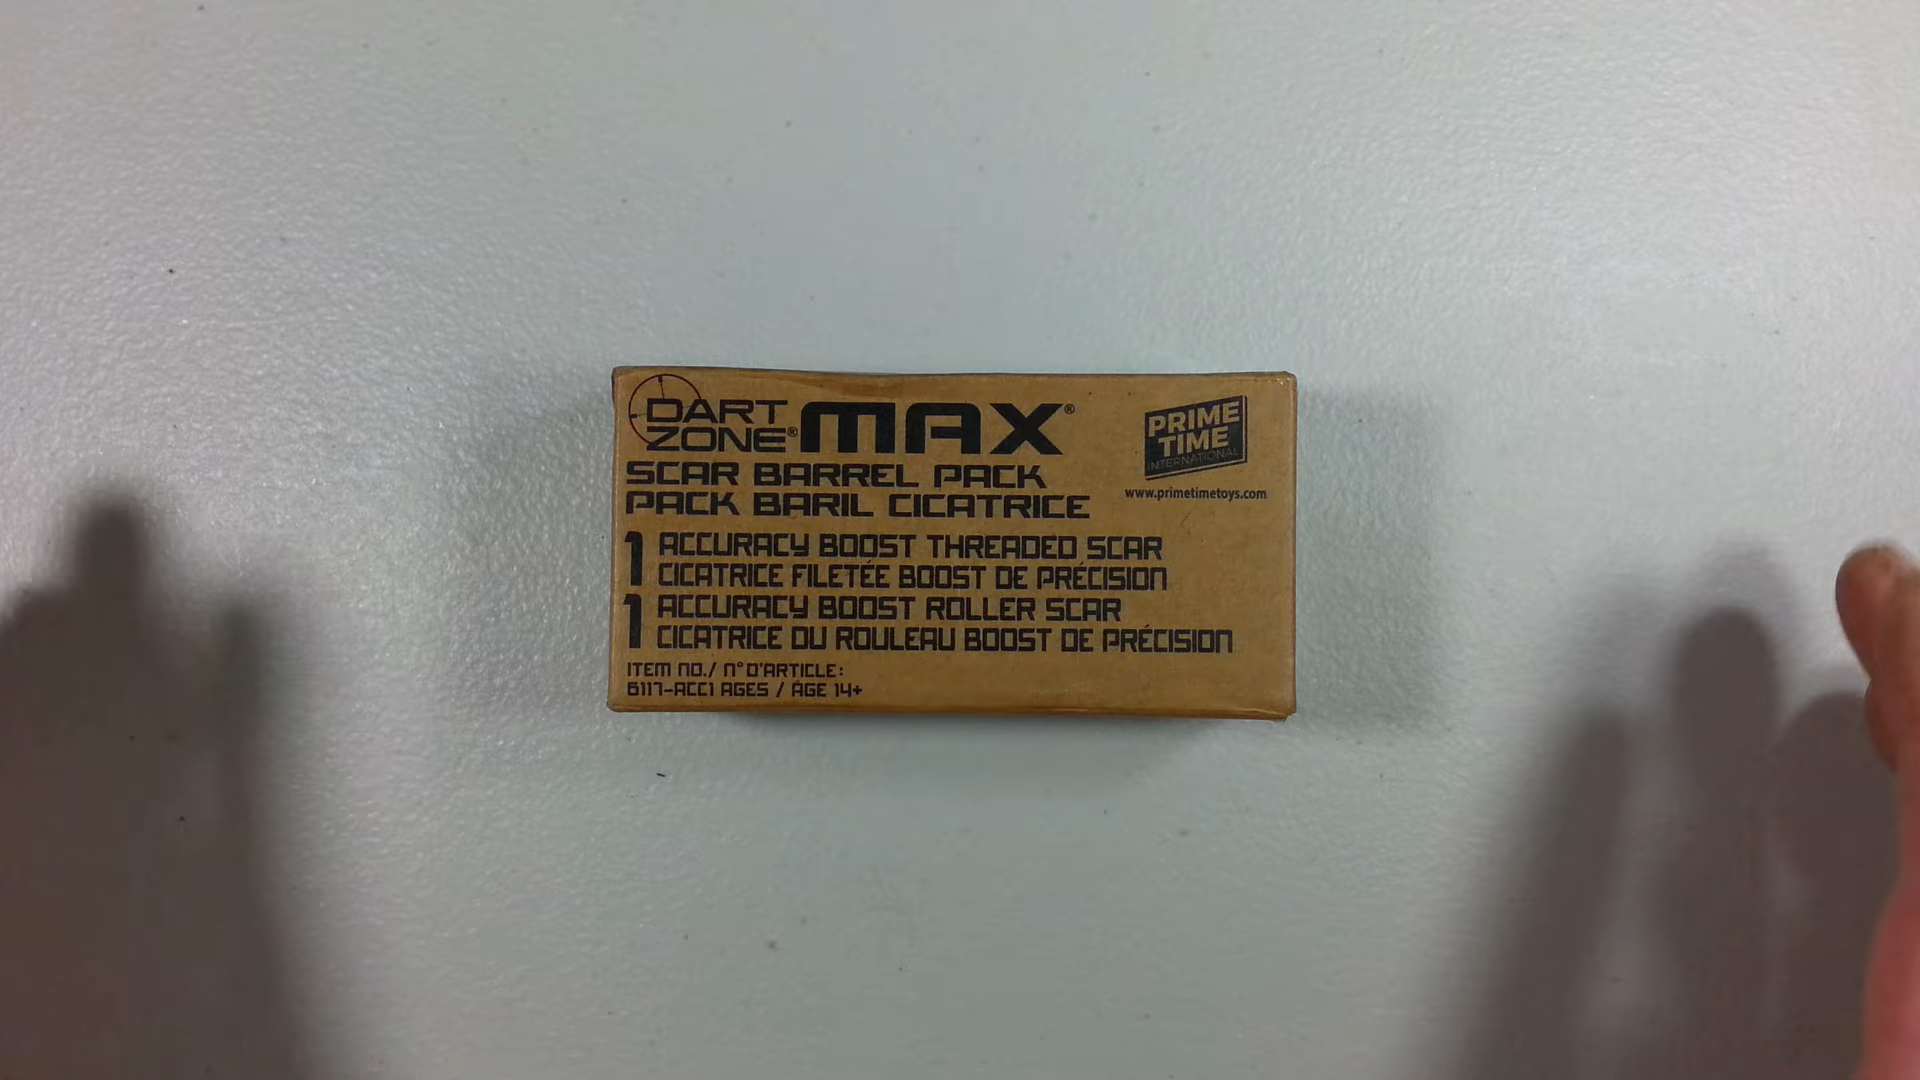 DART ZONE® MAX®
SCAR BARREL PACK
PACK BARIL CICATRICE
PRIME
TIME
INTERNATIONAL
www.primetimetoys.com
1 ACCURACY BOOST THREADED SCAR
CICATRICE FILETÉE BOOST DE PRÉCISION
1 ACCURACY BOOST ROLLER SCAR
CICATRICE DU ROULEAU BOOST DE PRÉCISION
ITEM NO./ N° D'ARTICLE:
6117-ACC1 AGES / ÂGE 14+